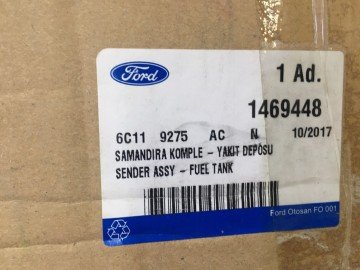 Ford
1 Ad.
1469448
6C11 9275 AC N 10/2017
SAMANDIRA KOMPLE - YAKIT DEPOSU
SENDER ASSY - FUEL TANK
Ford Otosan FO 001